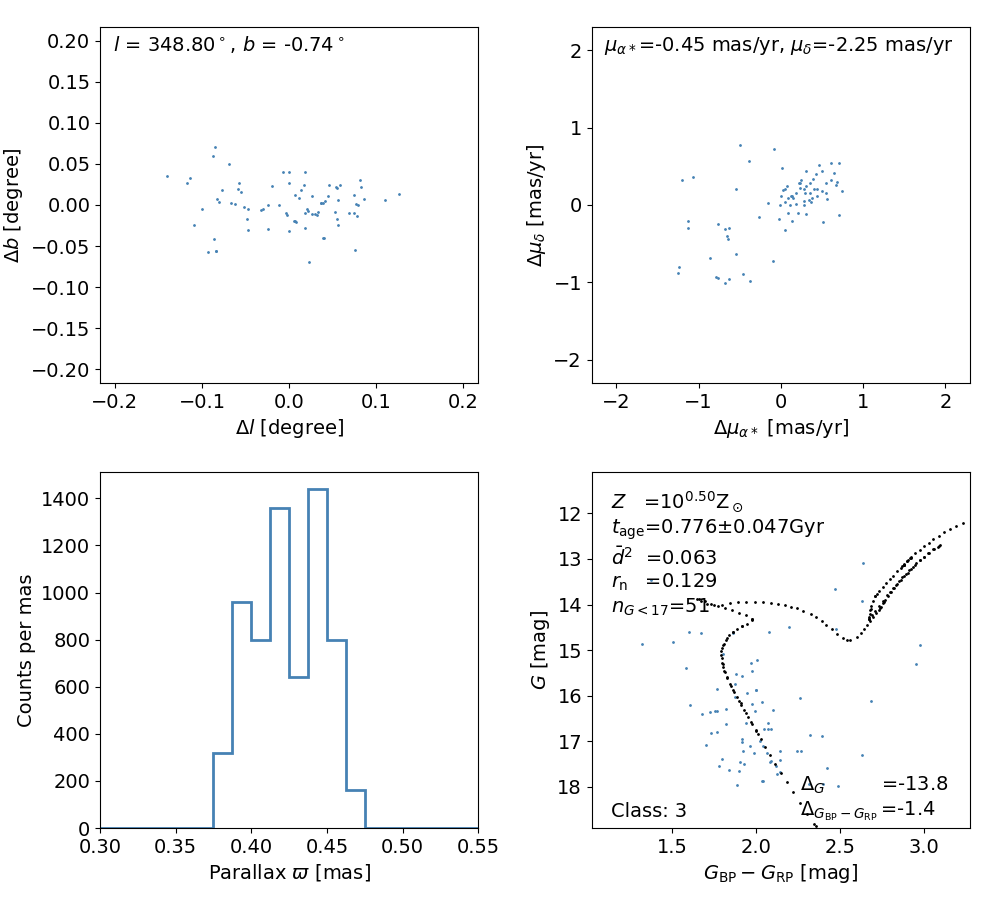 l = 348.80°, b = -0.74°
0.20
0.15
0.10
0.05
0.00
−0.05
−0.10
−0.15
−0.20
Δb [degree]
−0.2 −0.1 0.0 0.1 0.2
Δl [degree]
μα∗=-0.45 mas/yr, μδ=-2.25 mas/yr
2
1
0
−1
−2
Δμδ [mas/yr]
−2 −1 0 1 2
Δμα∗ [mas/yr]
1400
1200
1000
800
600
400
200
0
Counts per mas
0.30 0.35 0.40 0.45 0.50 0.55
Parallax ϖ [mas]
Z =10^0.50 Z⊙
tage=0.776±0.047Gyr
d̄² =0.063
rn =0.129
nG<17=51
12
13
14
15
16
17
18
G [mag]
ΔG =-13.8
ΔGBP−GRP =-1.4
Class: 3
1.5 2.0 2.5 3.0
GBP − GRP [mag]